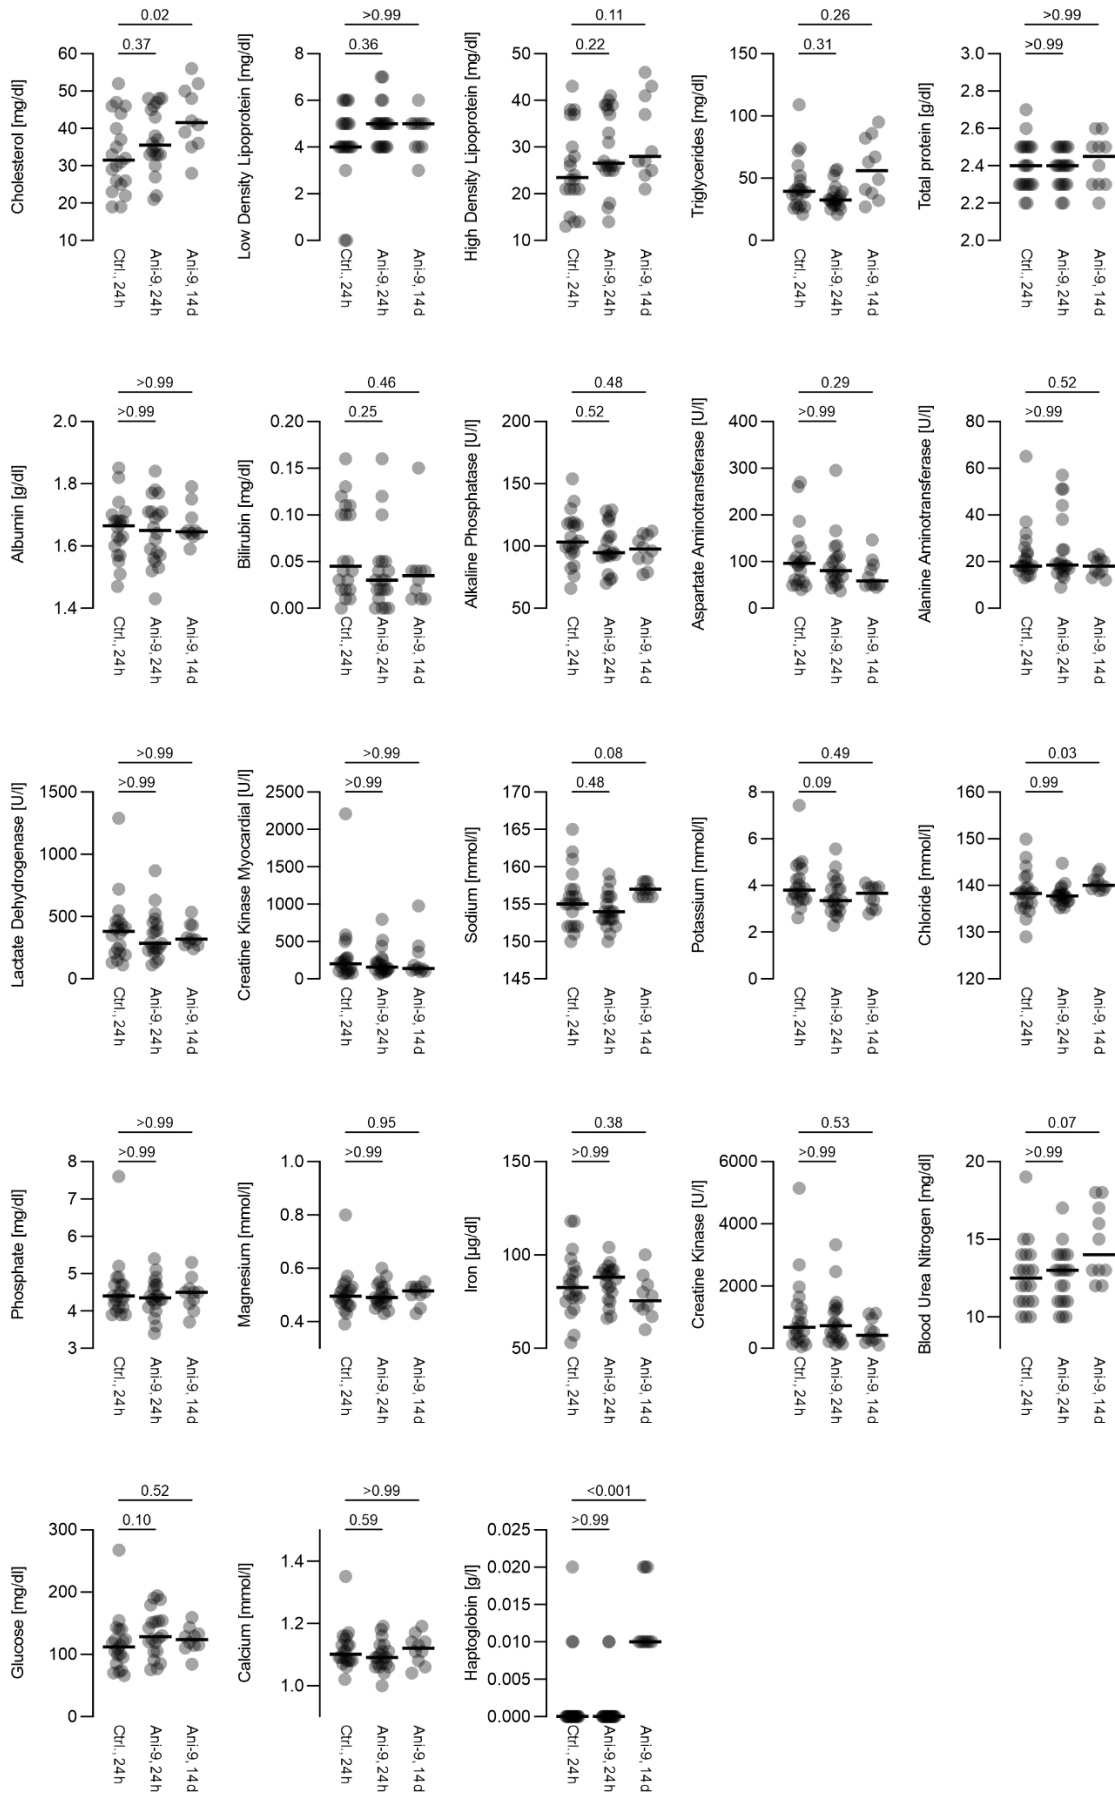 0.02
0.37
Cholesterol [mg/dl]
60
50
40
30
20
10
Ctrl., 24h
Ani-9, 24h
Ani-9, 14d
>0.99
0.36
Low Density Lipoprotein [mg/dl]
8
6
4
2
0
Ctrl., 24h
Ani-9, 24h
Ani-9, 14d
0.11
0.22
High Density Lipoprotein [mg/dl]
50
40
30
20
10
Ctrl., 24h
Ani-9, 24h
Ani-9, 14d
0.26
0.31
Triglycerides [mg/dl]
150
100
50
0
Ctrl., 24h
Ani-9, 24h
Ani-9, 14d
>0.99
>0.99
Total protein [g/dl]
3.0
2.8
2.6
2.4
2.2
2.0
Ctrl., 24h
Ani-9, 24h
Ani-9, 14d
>0.99
>0.99
Albumin [g/dl]
2.0
1.8
1.6
1.4
Ctrl., 24h
Ani-9, 24h
Ani-9, 14d
0.46
0.25
Bilirubin [mg/dl]
0.20
0.15
0.10
0.05
0.00
Ctrl., 24h
Ani-9, 24h
Ani-9, 14d
0.48
0.52
Alkaline Phosphatase [U/l]
200
150
100
50
Ctrl., 24h
Ani-9, 24h
Ani-9, 14d
0.29
>0.99
Aspartate Aminotransferase [U/l]
400
300
200
100
0
Ctrl., 24h
Ani-9, 24h
Ani-9, 14d
0.52
>0.99
Alanine Aminotransferase [U/l]
80
60
40
20
0
Ctrl., 24h
Ani-9, 24h
Ani-9, 14d
>0.99
>0.99
Lactate Dehydrogenase [U/l]
1500
1000
500
0
Ctrl., 24h
Ani-9, 24h
Ani-9, 14d
>0.99
>0.99
Creatine Kinase Myocardial [U/l]
2500
2000
1500
1000
500
0
Ctrl., 24h
Ani-9, 24h
Ani-9, 14d
0.08
0.48
Sodium [mmol/l]
170
165
160
155
150
145
Ctrl., 24h
Ani-9, 24h
Ani-9, 14d
0.49
0.09
Potassium [mmol/l]
8
6
4
2
0
Ctrl., 24h
Ani-9, 24h
Ani-9, 14d
0.03
0.99
Chloride [mmol/l]
160
150
140
130
120
Ctrl., 24h
Ani-9, 24h
Ani-9, 14d
>0.99
>0.99
Phosphate [mg/dl]
8
7
6
5
4
3
Ctrl., 24h
Ani-9, 24h
Ani-9, 14d
0.95
>0.99
Magnesium [mmol/l]
1.0
0.8
0.6
0.4
Ctrl., 24h
Ani-9, 24h
Ani-9, 14d
0.38
>0.99
Iron [µg/dl]
150
100
50
Ctrl., 24h
Ani-9, 24h
Ani-9, 14d
0.53
>0.99
Creatine Kinase [U/l]
6000
4000
2000
0
Ctrl., 24h
Ani-9, 24h
Ani-9, 14d
0.07
>0.99
Blood Urea Nitrogen [mg/dl]
20
15
10
Ctrl., 24h
Ani-9, 24h
Ani-9, 14d
0.52
0.10
Glucose [mg/dl]
300
200
100
0
Ctrl., 24h
Ani-9, 24h
Ani-9, 14d
>0.99
0.59
Calcium [mmol/l]
1.4
1.2
1.0
Ctrl., 24h
Ani-9, 24h
Ani-9, 14d
<0.001
>0.99
Haptoglobin [g/l]
0.025
0.020
0.015
0.010
0.005
0.000
Ctrl., 24h
Ani-9, 24h
Ani-9, 14d